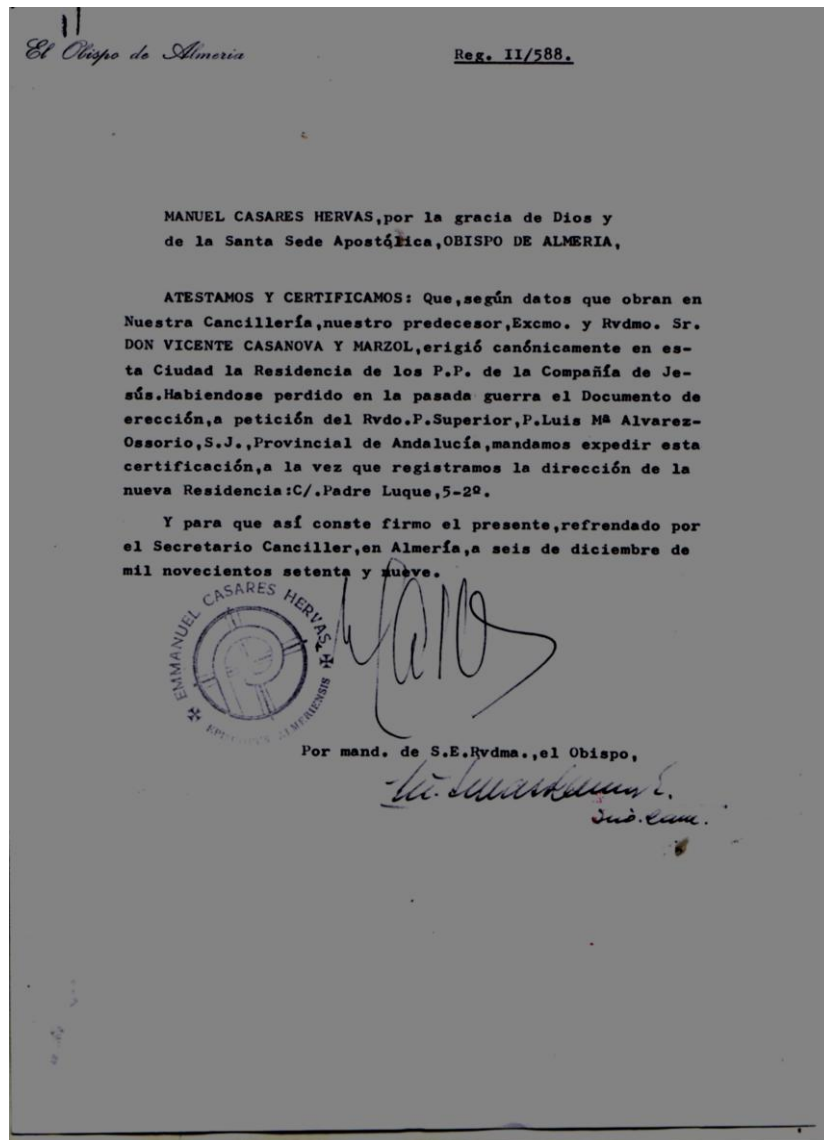 El Obispo de Almería
Reg. II/588.
MANUEL CASARES HERVAS,por la gracia de Dios y
de la Santa Sede Apostólica,OBISPO DE ALMERIA,
ATESTAMOS Y CERTIFICAMOS: Que,según datos que obran en
Nuestra Cancillería,nuestro predecesor,Excmo. y Rvdmo. Sr.
DON VICENTE CASANOVA Y MARZOL,erigió canónicamente en es-
ta Ciudad la Residencia de los P.P. de la Compañía de Je-
sús.Habiendose perdido en la pasada guerra el Documento de
erección,a petición del Rvdo.P.Superior,P.Luis Mª Alvarez-
Ossorio,S.J.,Provincial de Andalucía,mandamos expedir esta
certificación,a la vez que registramos la dirección de la
nueva Residencia:C/.Padre Luque,5-2º.
Y para que así conste firmo el presente,refrendado por
el Secretario Canciller,en Almería,a seis de diciembre de
mil novecientos setenta y nueve.
EMMANUEL CASARES HERVAS
ALMERIENSIS
Por mand. de S.E.Rvdma.,el Obispo,